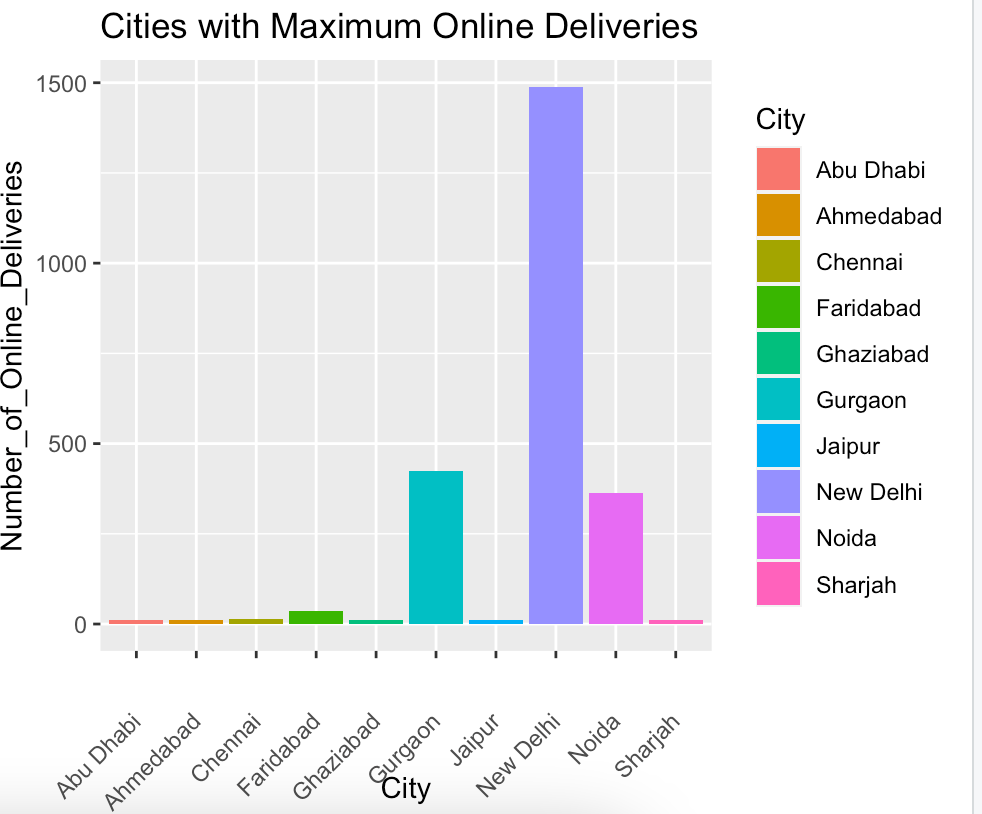 Cities with Maximum Online Deliveries
Number_of_Online_Deliveries
1500
1000
500
0
Abu Dhabi
Ahmedabad
Chennai
Faridabad
Ghaziabad
Gurgaon
Jaipur
New Delhi
Noida
Sharjah
City
City
Abu Dhabi
Ahmedabad
Chennai
Faridabad
Ghaziabad
Gurgaon
Jaipur
New Delhi
Noida
Sharjah